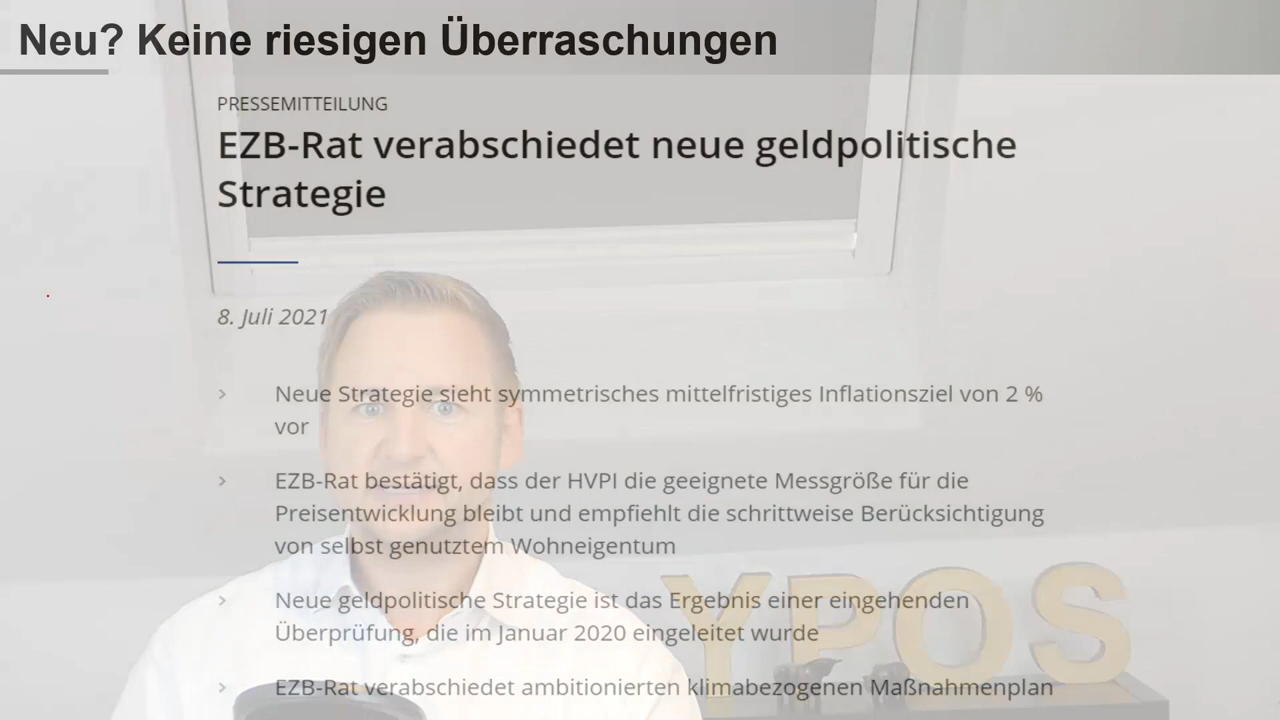 Neu? Keine riesigen Überraschungen
PRESSEMITTEILUNG
EZB-Rat verabschiedet neue geldpolitische
Strategie
8. Juli 2021
Neue Strategie sieht symmetrisches mittelfristiges Inflationsziel von 2 %
vor
EZB-Rat bestätigt, dass der HVPI die geeignete Messgröße für die
Preisentwicklung bleibt und empfiehlt die schrittweise Berücksichtigung
von selbst genutztem Wohneigentum
Neue geldpolitische Strategie ist das Ergebnis einer eingehenden
Überprüfung, die im Januar 2020 eingeleitet wurde
EZB-Rat verabschiedet ambitionierten klimabezogenen Maßnahmenplan
YPOS